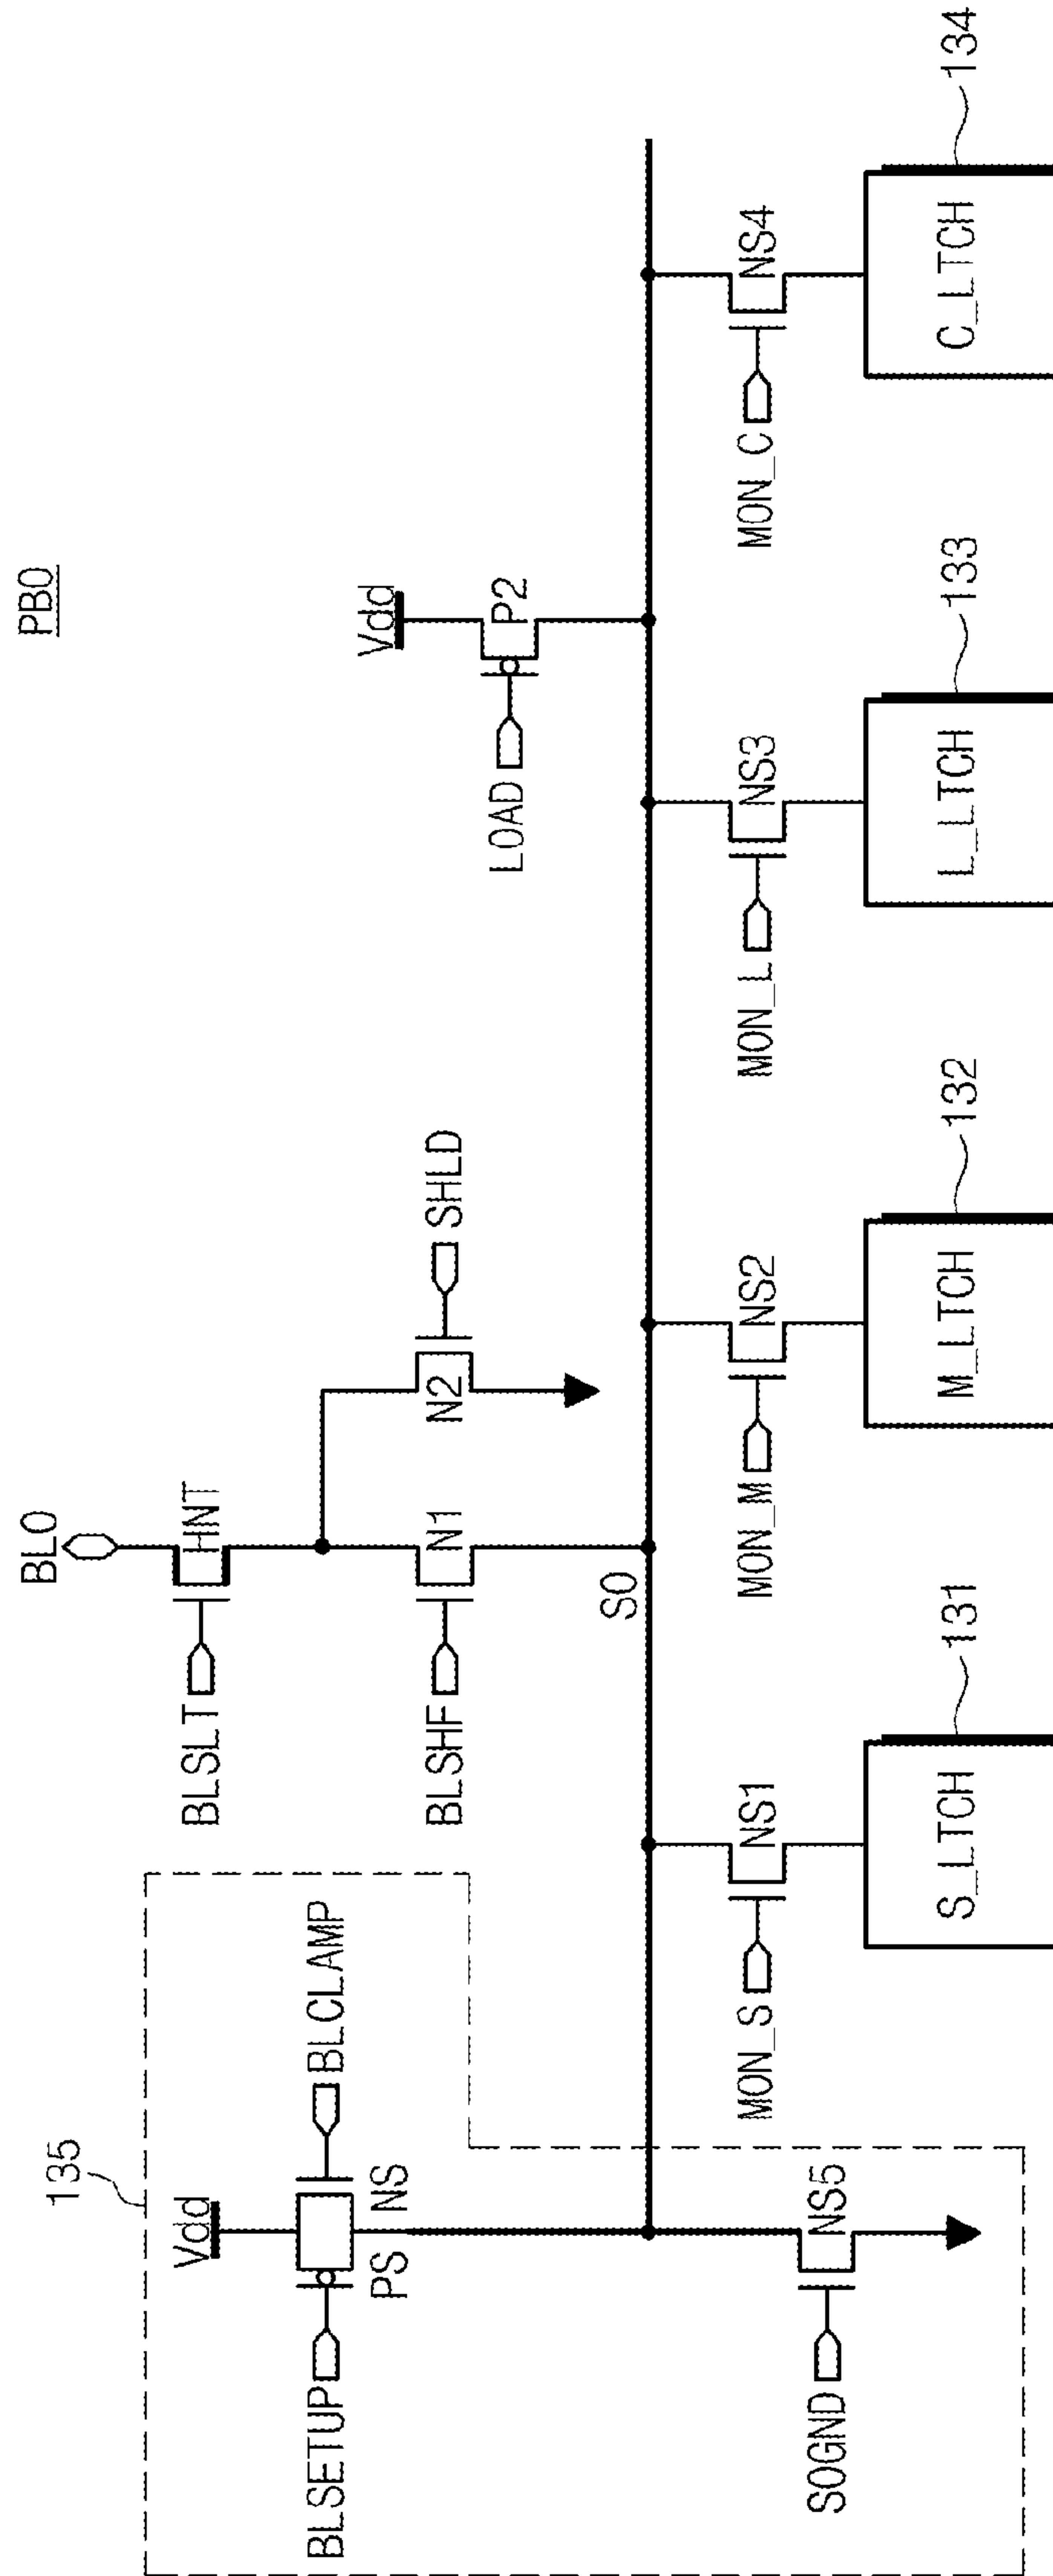 PB0
BL0
BLSLT
HNT
135
Vdd
BLSETUP
BLCLAMP
PS
NS
BLSHF
N1
N2
SHLD
Vdd
LOAD
P2
SO
SOGND
NS5
MON_S
NS1
MON_M
NS2
MON_L
NS3
MON_C
NS4
S_LTCH
131
M_LTCH
132
L_LTCH
133
C_LTCH
134